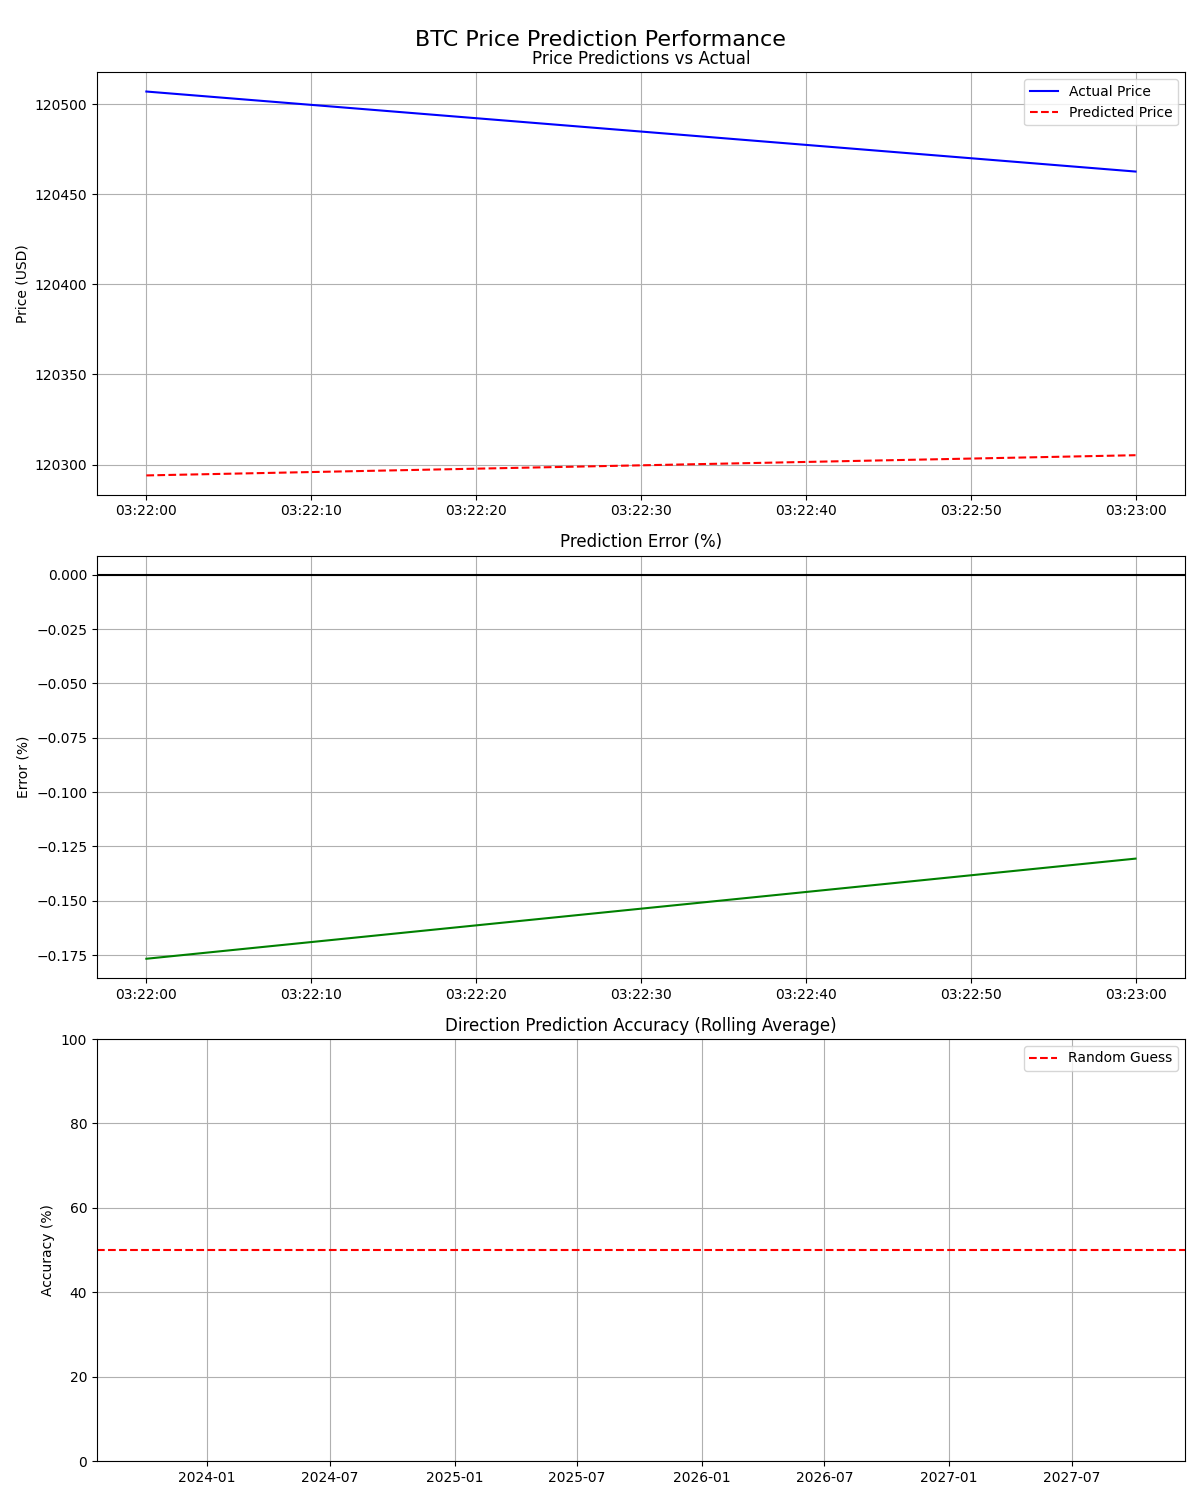 BTC Price Prediction Performance
Price Predictions vs Actual
Actual Price
Predicted Price
Price (USD)
120500
120450
120400
120350
120300
03:22:00 03:22:10 03:22:20 03:22:30 03:22:40 03:22:50 03:23:00
Prediction Error (%)
Error (%)
0.000
−0.025
−0.050
−0.075
−0.100
−0.125
−0.150
−0.175
03:22:00 03:22:10 03:22:20 03:22:30 03:22:40 03:22:50 03:23:00
Direction Prediction Accuracy (Rolling Average)
Random Guess
Accuracy (%)
100
80
60
40
20
0
2024-01 2024-07 2025-01 2025-07 2026-01 2026-07 2027-01 2027-07